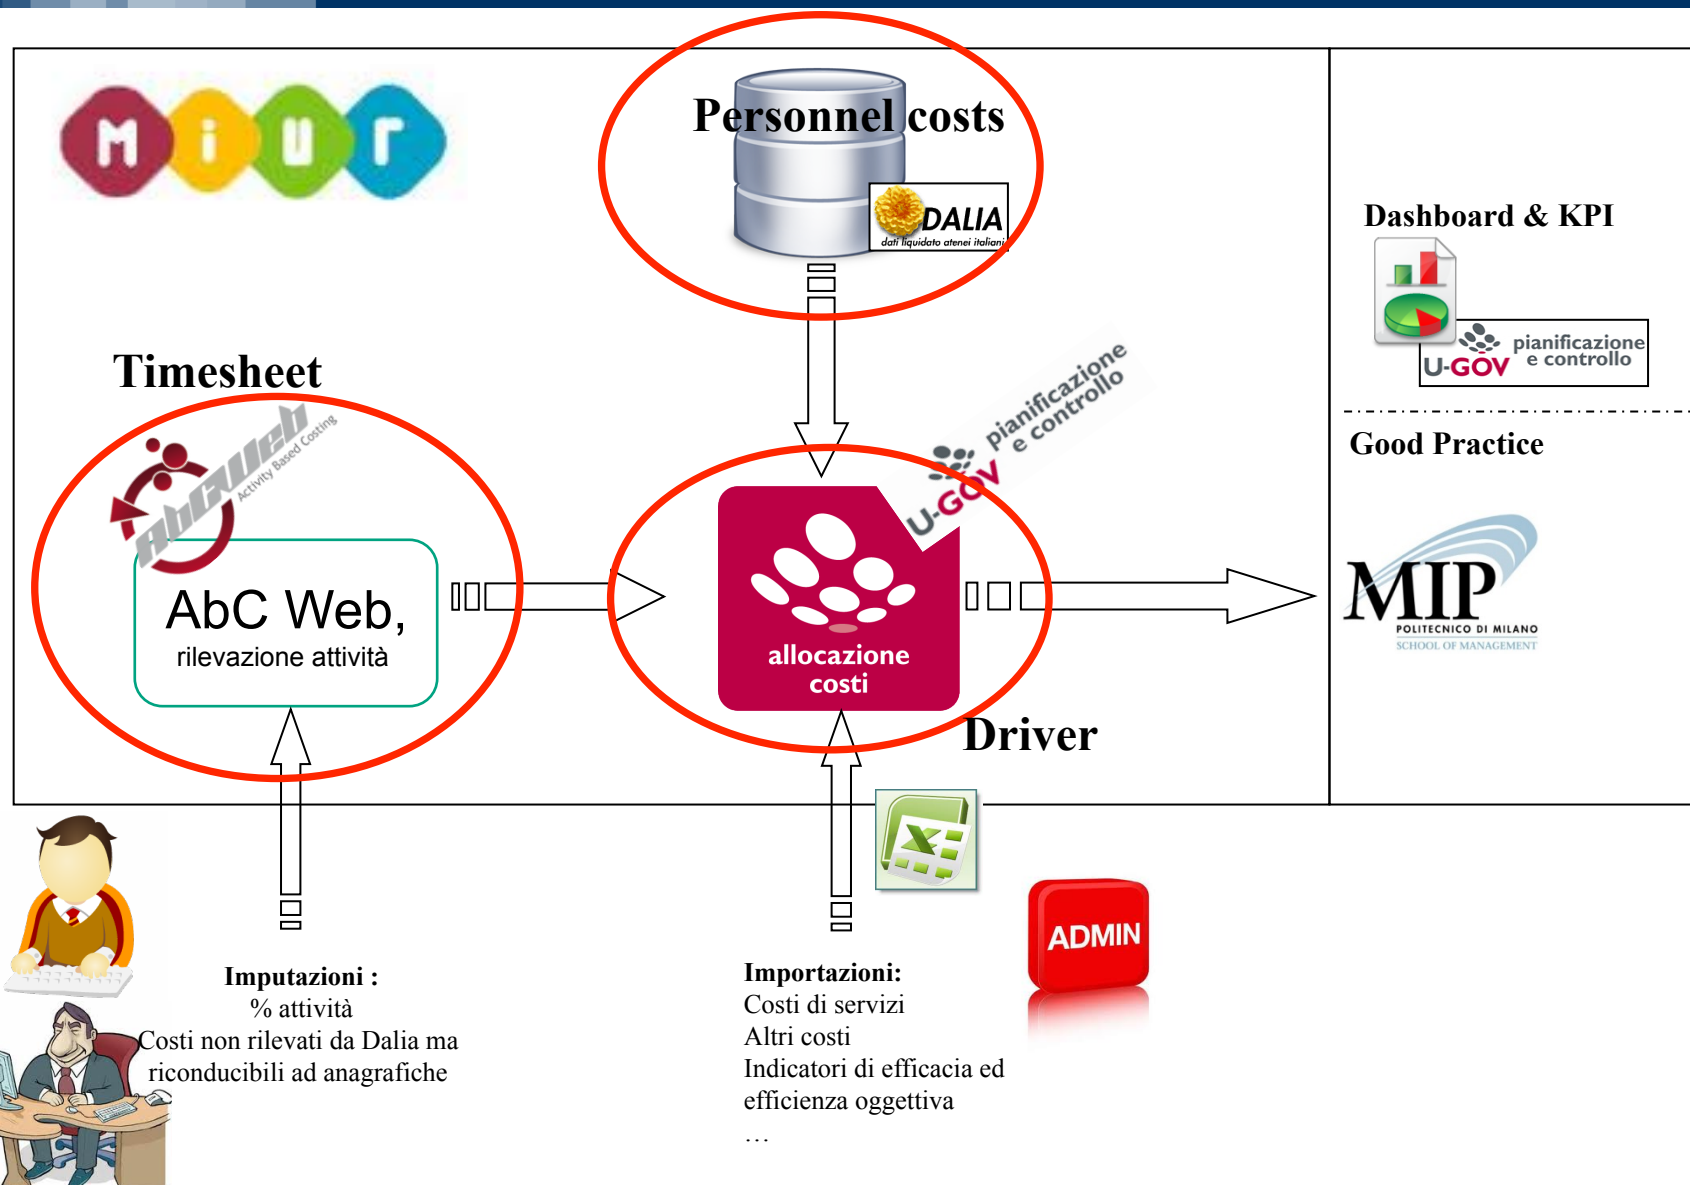 miur
Personnel costs
DALIA
dati liquidato atenei italiani
Dashboard & KPI
U-GOV
pianificazione
e controllo
Timesheet
AbCWeb
Activity Based Costing
U-GOV
pianificazione
e controllo
Good Practice
AbC Web,
rilevazione attività
allocazione
costi
MIP
POLITECNICO DI MILANO
SCHOOL OF MANAGEMENT
Driver
ADMIN
Imputazioni :
% attività
Costi non rilevati da Dalia ma
riconducibili ad anagrafiche
Importazioni:
Costi di servizi
Altri costi
Indicatori di efficacia ed
efficienza oggettiva
…